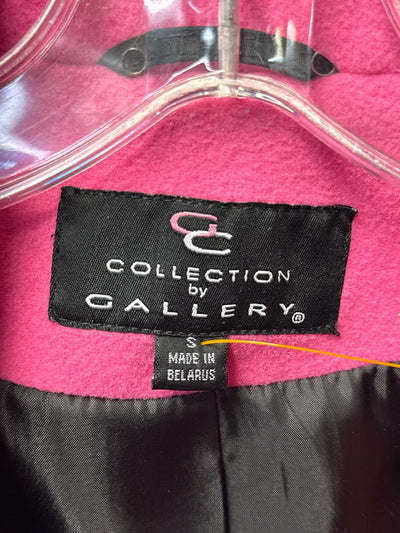 GC
COLLECTION
by
GALLERY®
S
MADE IN
BELARUS